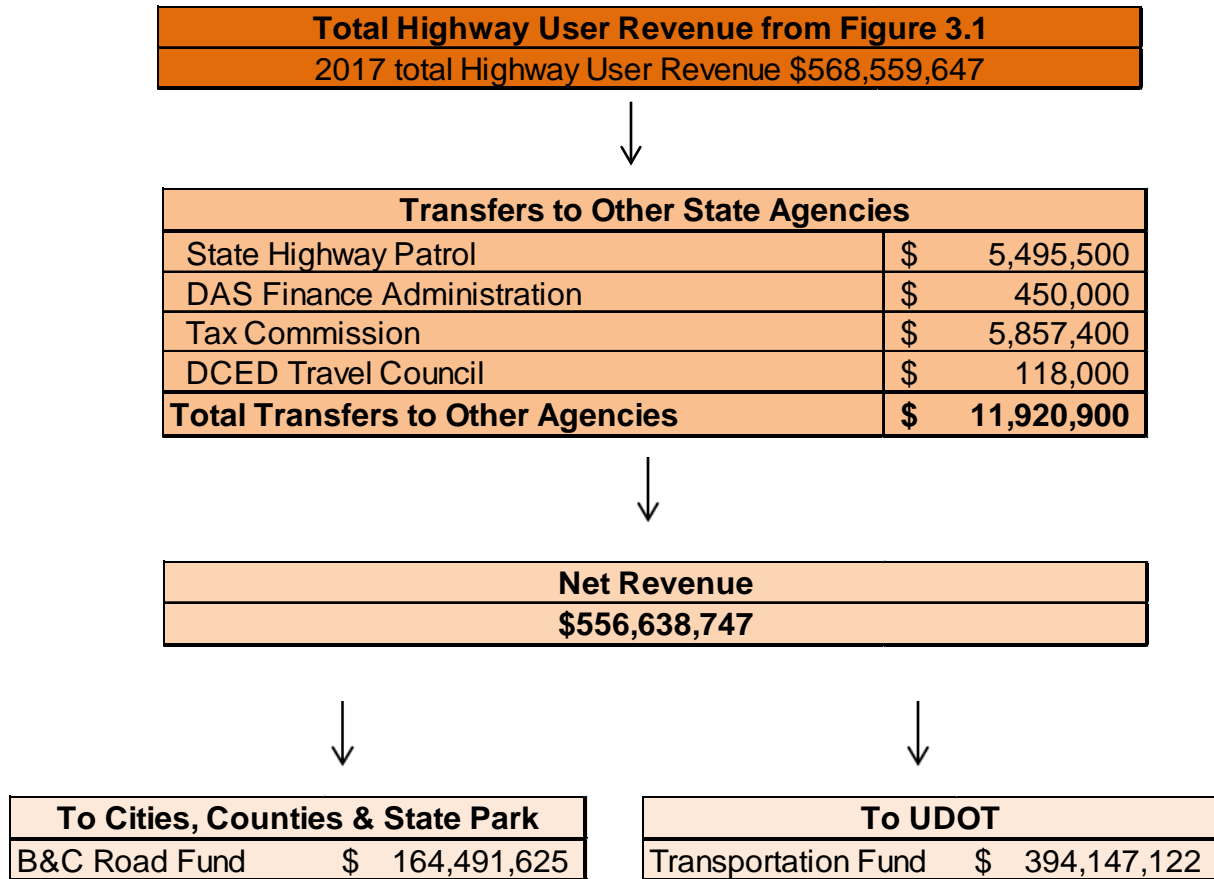 Total Highway User Revenue from Figure 3.1
2017 total Highway User Revenue $568,559,647
Transfers to Other State Agencies
State Highway Patrol $ 5,495,500
DAS Finance Administration $ 450,000
Tax Commission $ 5,857,400
DCED Travel Council $ 118,000
Total Transfers to Other Agencies $ 11,920,900
Net Revenue
$556,638,747
To Cities, Counties & State Park
B&C Road Fund $ 164,491,625
To UDOT
Transportation Fund $ 394,147,122